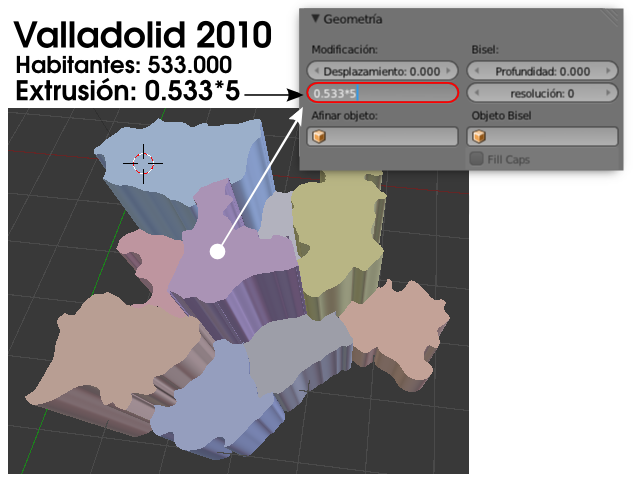 Valladolid 2010
Habitantes: 533.000
Extrusión: 0.533*5
Geometría
Modificación:
Bisel:
Desplazamiento: 0.000
Profundidad: 0.000
0.533*5
resolución: 0
Afinar objeto:
Objeto Bisel
Fill Caps